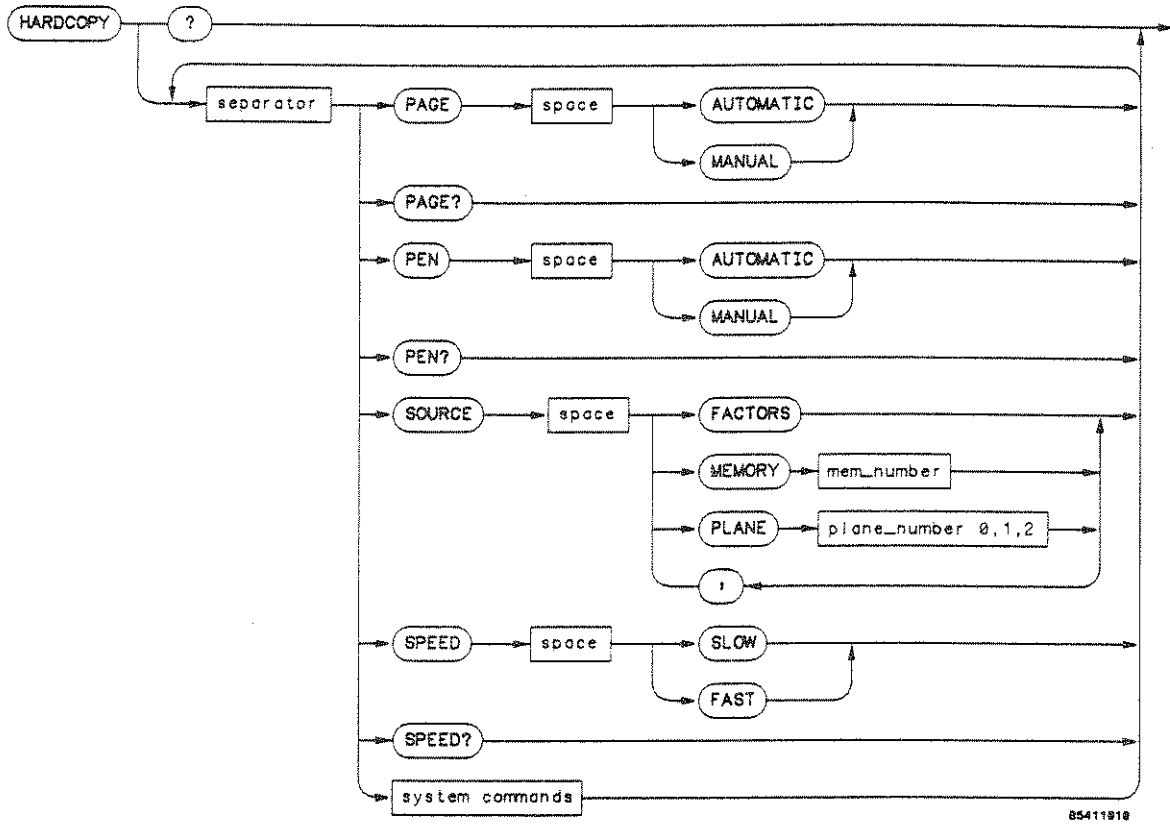 HARDCOPY ?
separator PAGE space AUTOMATIC
MANUAL
PAGE?
PEN space AUTOMATIC
MANUAL
PEN?
SOURCE space FACTORS
MEMORY mem_number
PLANE plane_number 0,1,2
,
SPEED space SLOW
FAST
SPEED?
system commands